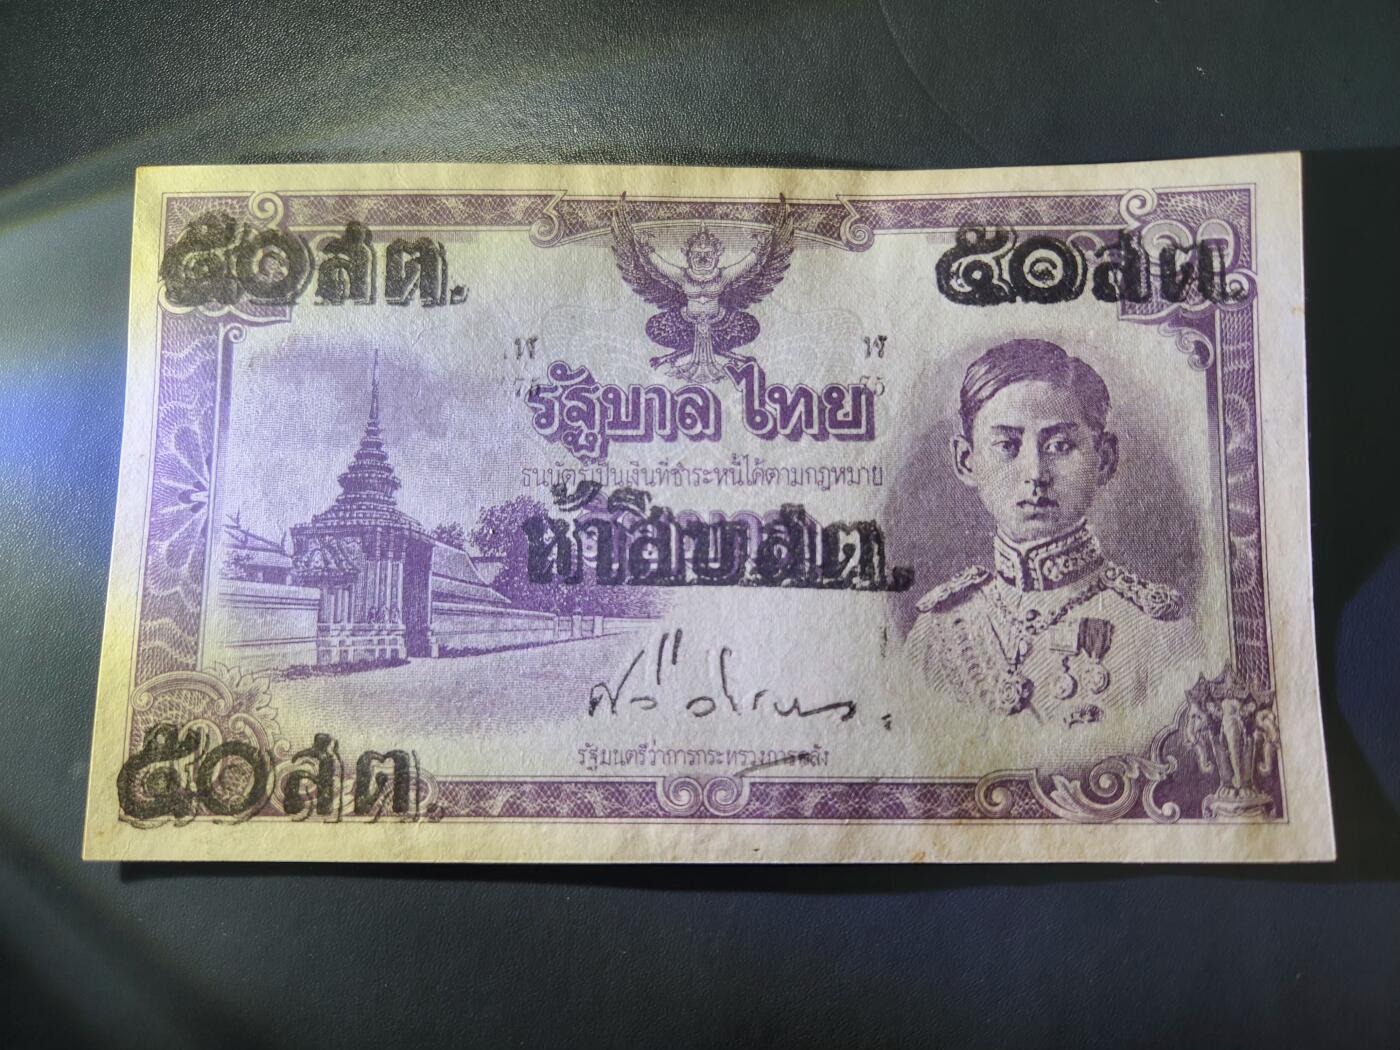 ๕๐สต. ๕๐สต.
รัฐบาล ไทย
ธนบัตร์เป็นเงินที่ชำระหนี้ได้ตามกฎหมาย
ห้าสีบสต.
รัฐมนตรีว่าการกระทรวงการคลัง
๕๐สต.